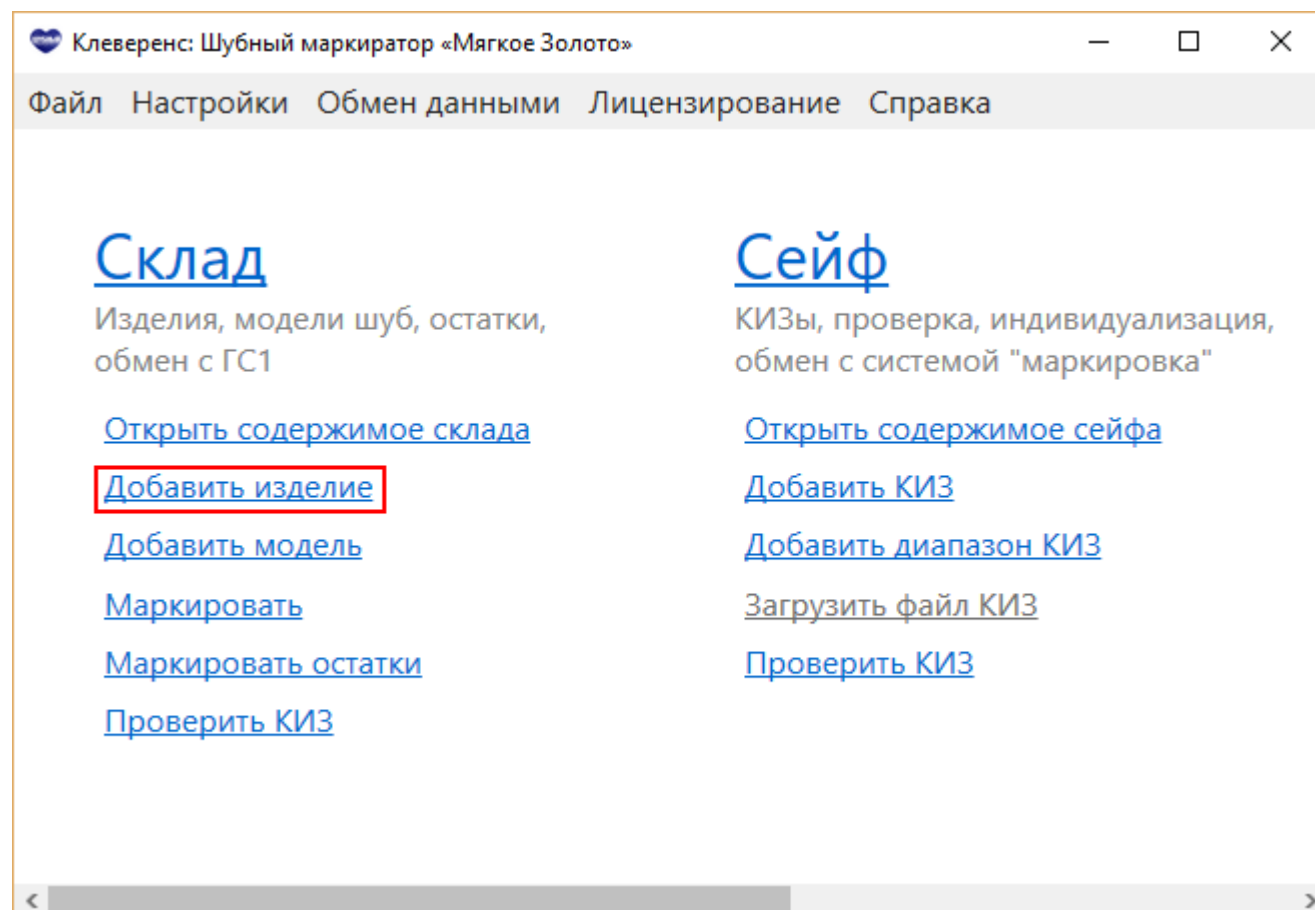 Клеверенс: Шубный маркиратор «Мягкое Золото»
Файл Настройки Обмен данными Лицензирование Справка
Склад
Изделия, модели шуб, остатки,
обмен с ГС1
Открыть содержимое склада
Добавить изделие
Добавить модель
Маркировать
Маркировать остатки
Проверить КИЗ
Сейф
КИЗы, проверка, индивидуализация,
обмен с системой "маркировка"
Открыть содержимое сейфа
Добавить КИЗ
Добавить диапазон КИЗ
Загрузить файл КИЗ
Проверить КИЗ